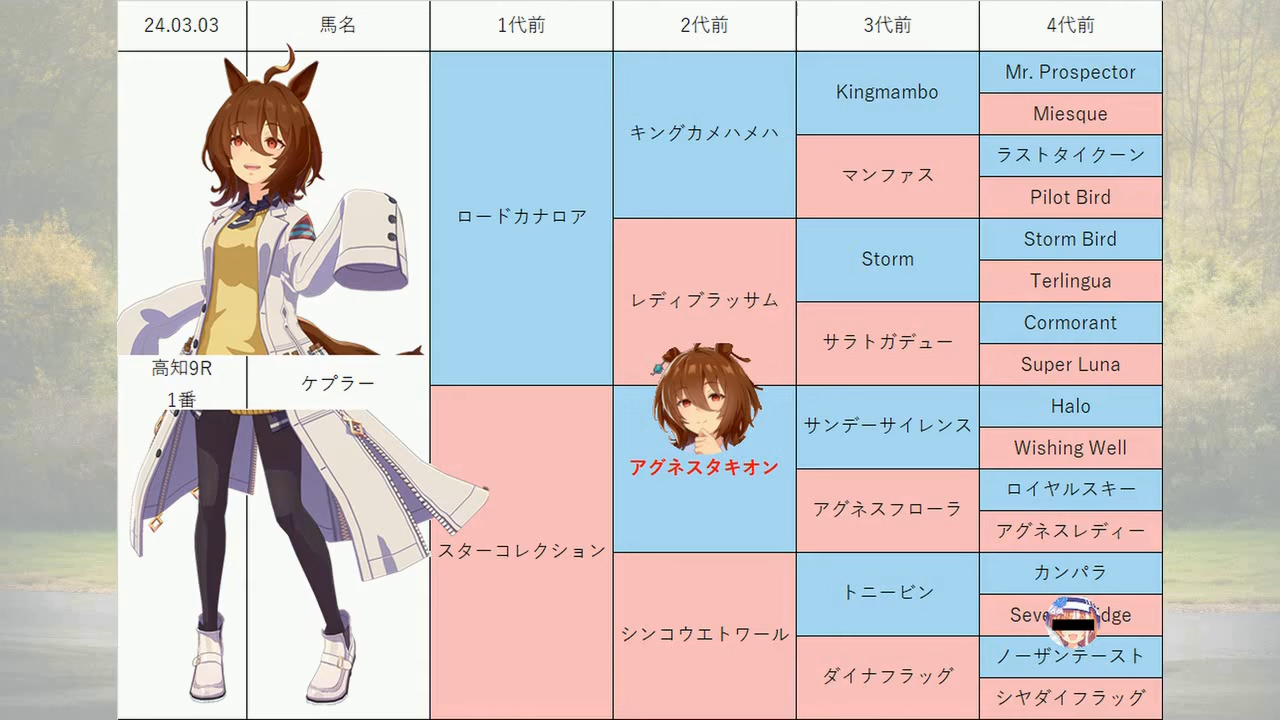 24.03.03
馬名
1代前
2代前
3代前
4代前
高知9R
1番
ケプラー
ロードカナロア
スターコレクション
キングカメハメハ
レディブラッサム
アグネスタキオン
シンコウエトワール
Kingmambo
マンファス
Storm
サラトガデュー
サンデーサイレンス
アグネスフローラ
トニービン
ダイナフラッグ
Mr. Prospector
Miesque
ラストタイクーン
Pilot Bird
Storm Bird
Terlingua
Cormorant
Super Luna
Halo
Wishing Well
ロイヤルスキー
アグネスレディー
カンパラ
ノーザンテースト
シヤダイフラッグ